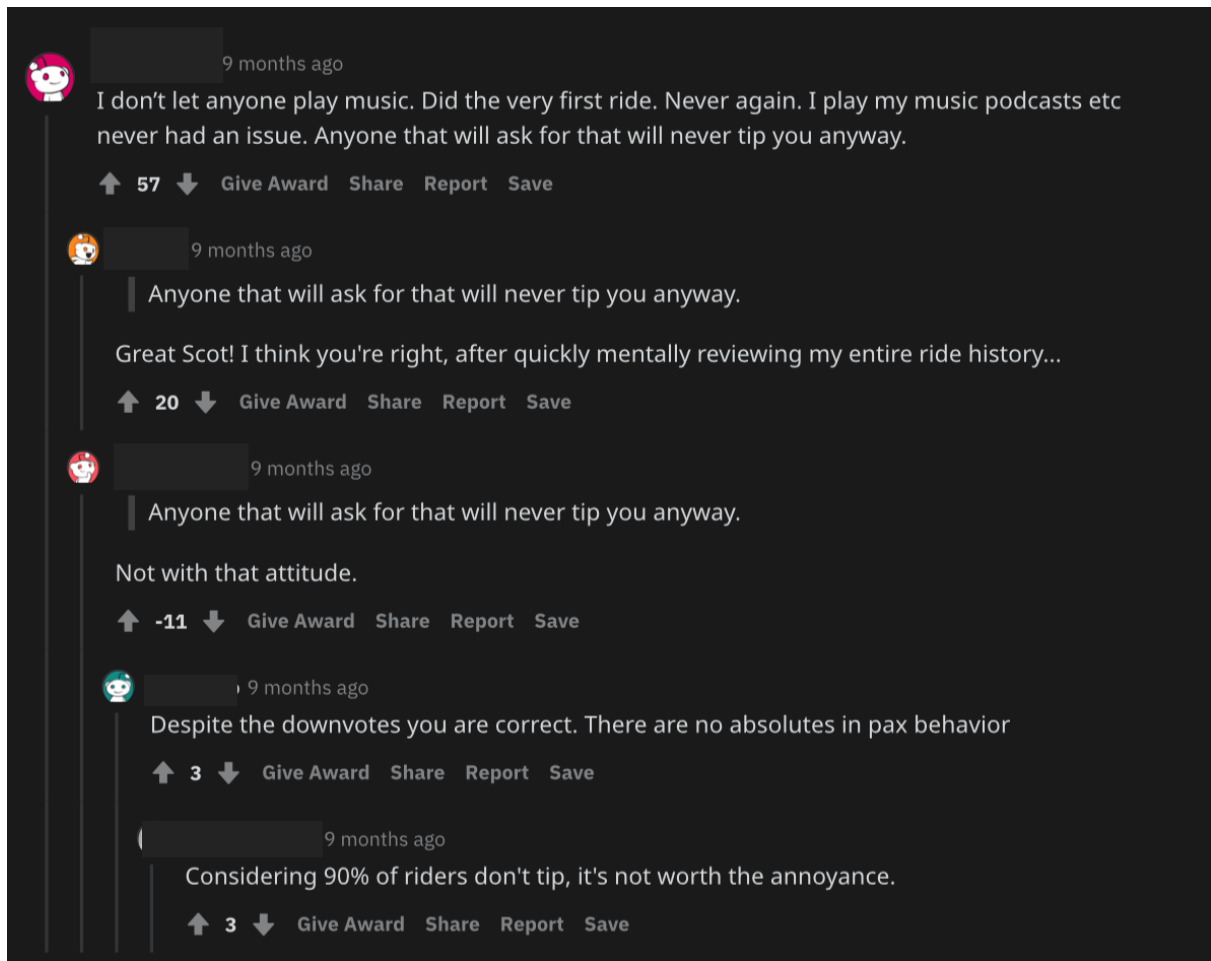 9 months ago
I don’t let anyone play music. Did the very first ride. Never again. I play my music podcasts etc
never had an issue. Anyone that will ask for that will never tip you anyway.
57 Give Award Share Report Save
9 months ago
Anyone that will ask for that will never tip you anyway.
Great Scot! I think you're right, after quickly mentally reviewing my entire ride history...
20 Give Award Share Report Save
9 months ago
Anyone that will ask for that will never tip you anyway.
Not with that attitude.
-11 Give Award Share Report Save
9 months ago
Despite the downvotes you are correct. There are no absolutes in pax behavior
3 Give Award Share Report Save
9 months ago
Considering 90% of riders don't tip, it's not worth the annoyance.
3 Give Award Share Report Save